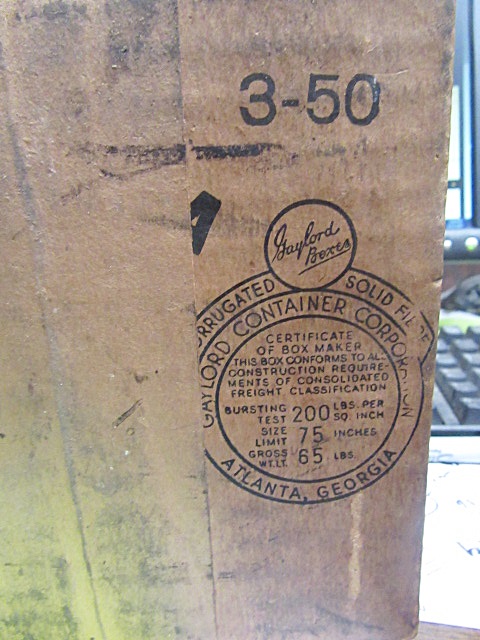 3-50
Gaylord
Boxes
RRUGATED SOLID FIBRE
GAYLORD CONTAINER CORPORATION
CERTIFICATE
OF BOX MAKER
THIS BOX CONFORMS TO ALL
CONSTRUCTION REQUIRE-
MENTS OF CONSOLIDATED
FREIGHT CLASSIFICATION
BURSTING TEST 200 LBS. PER SQ. INCH
SIZE LIMIT 75 INCHES
GROSS WT. LT. 65 LBS.
ATLANTA, GEORGIA